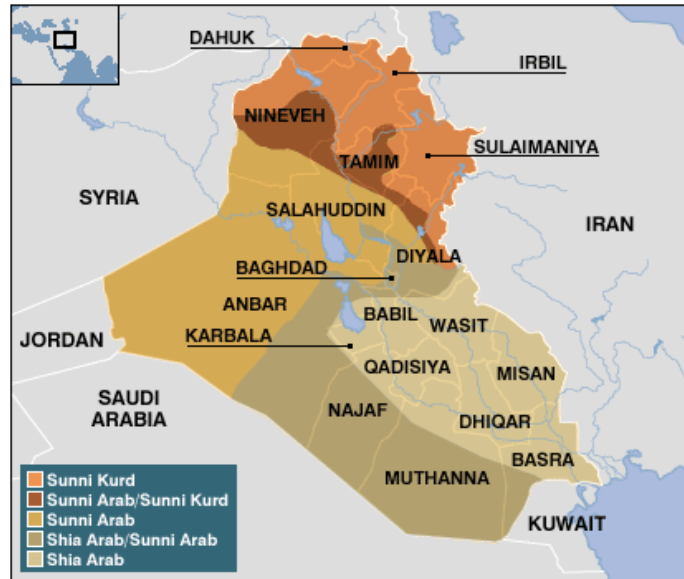 DAHUK
IRBIL
NINEVEH
SULAIMANIYA
TAMIM
SYRIA
SALAHUDDIN
IRAN
DIYALA
BAGHDAD
ANBAR
BABIL
WASIT
JORDAN
KARBALA
QADISIYA
MISAN
SAUDI
ARABIA
NAJAF
DHIQAR
BASRA
MUTHANNA
KUWAIT
Sunni Kurd
Sunni Arab/Sunni Kurd
Sunni Arab
Shia Arab/Sunni Arab
Shia Arab